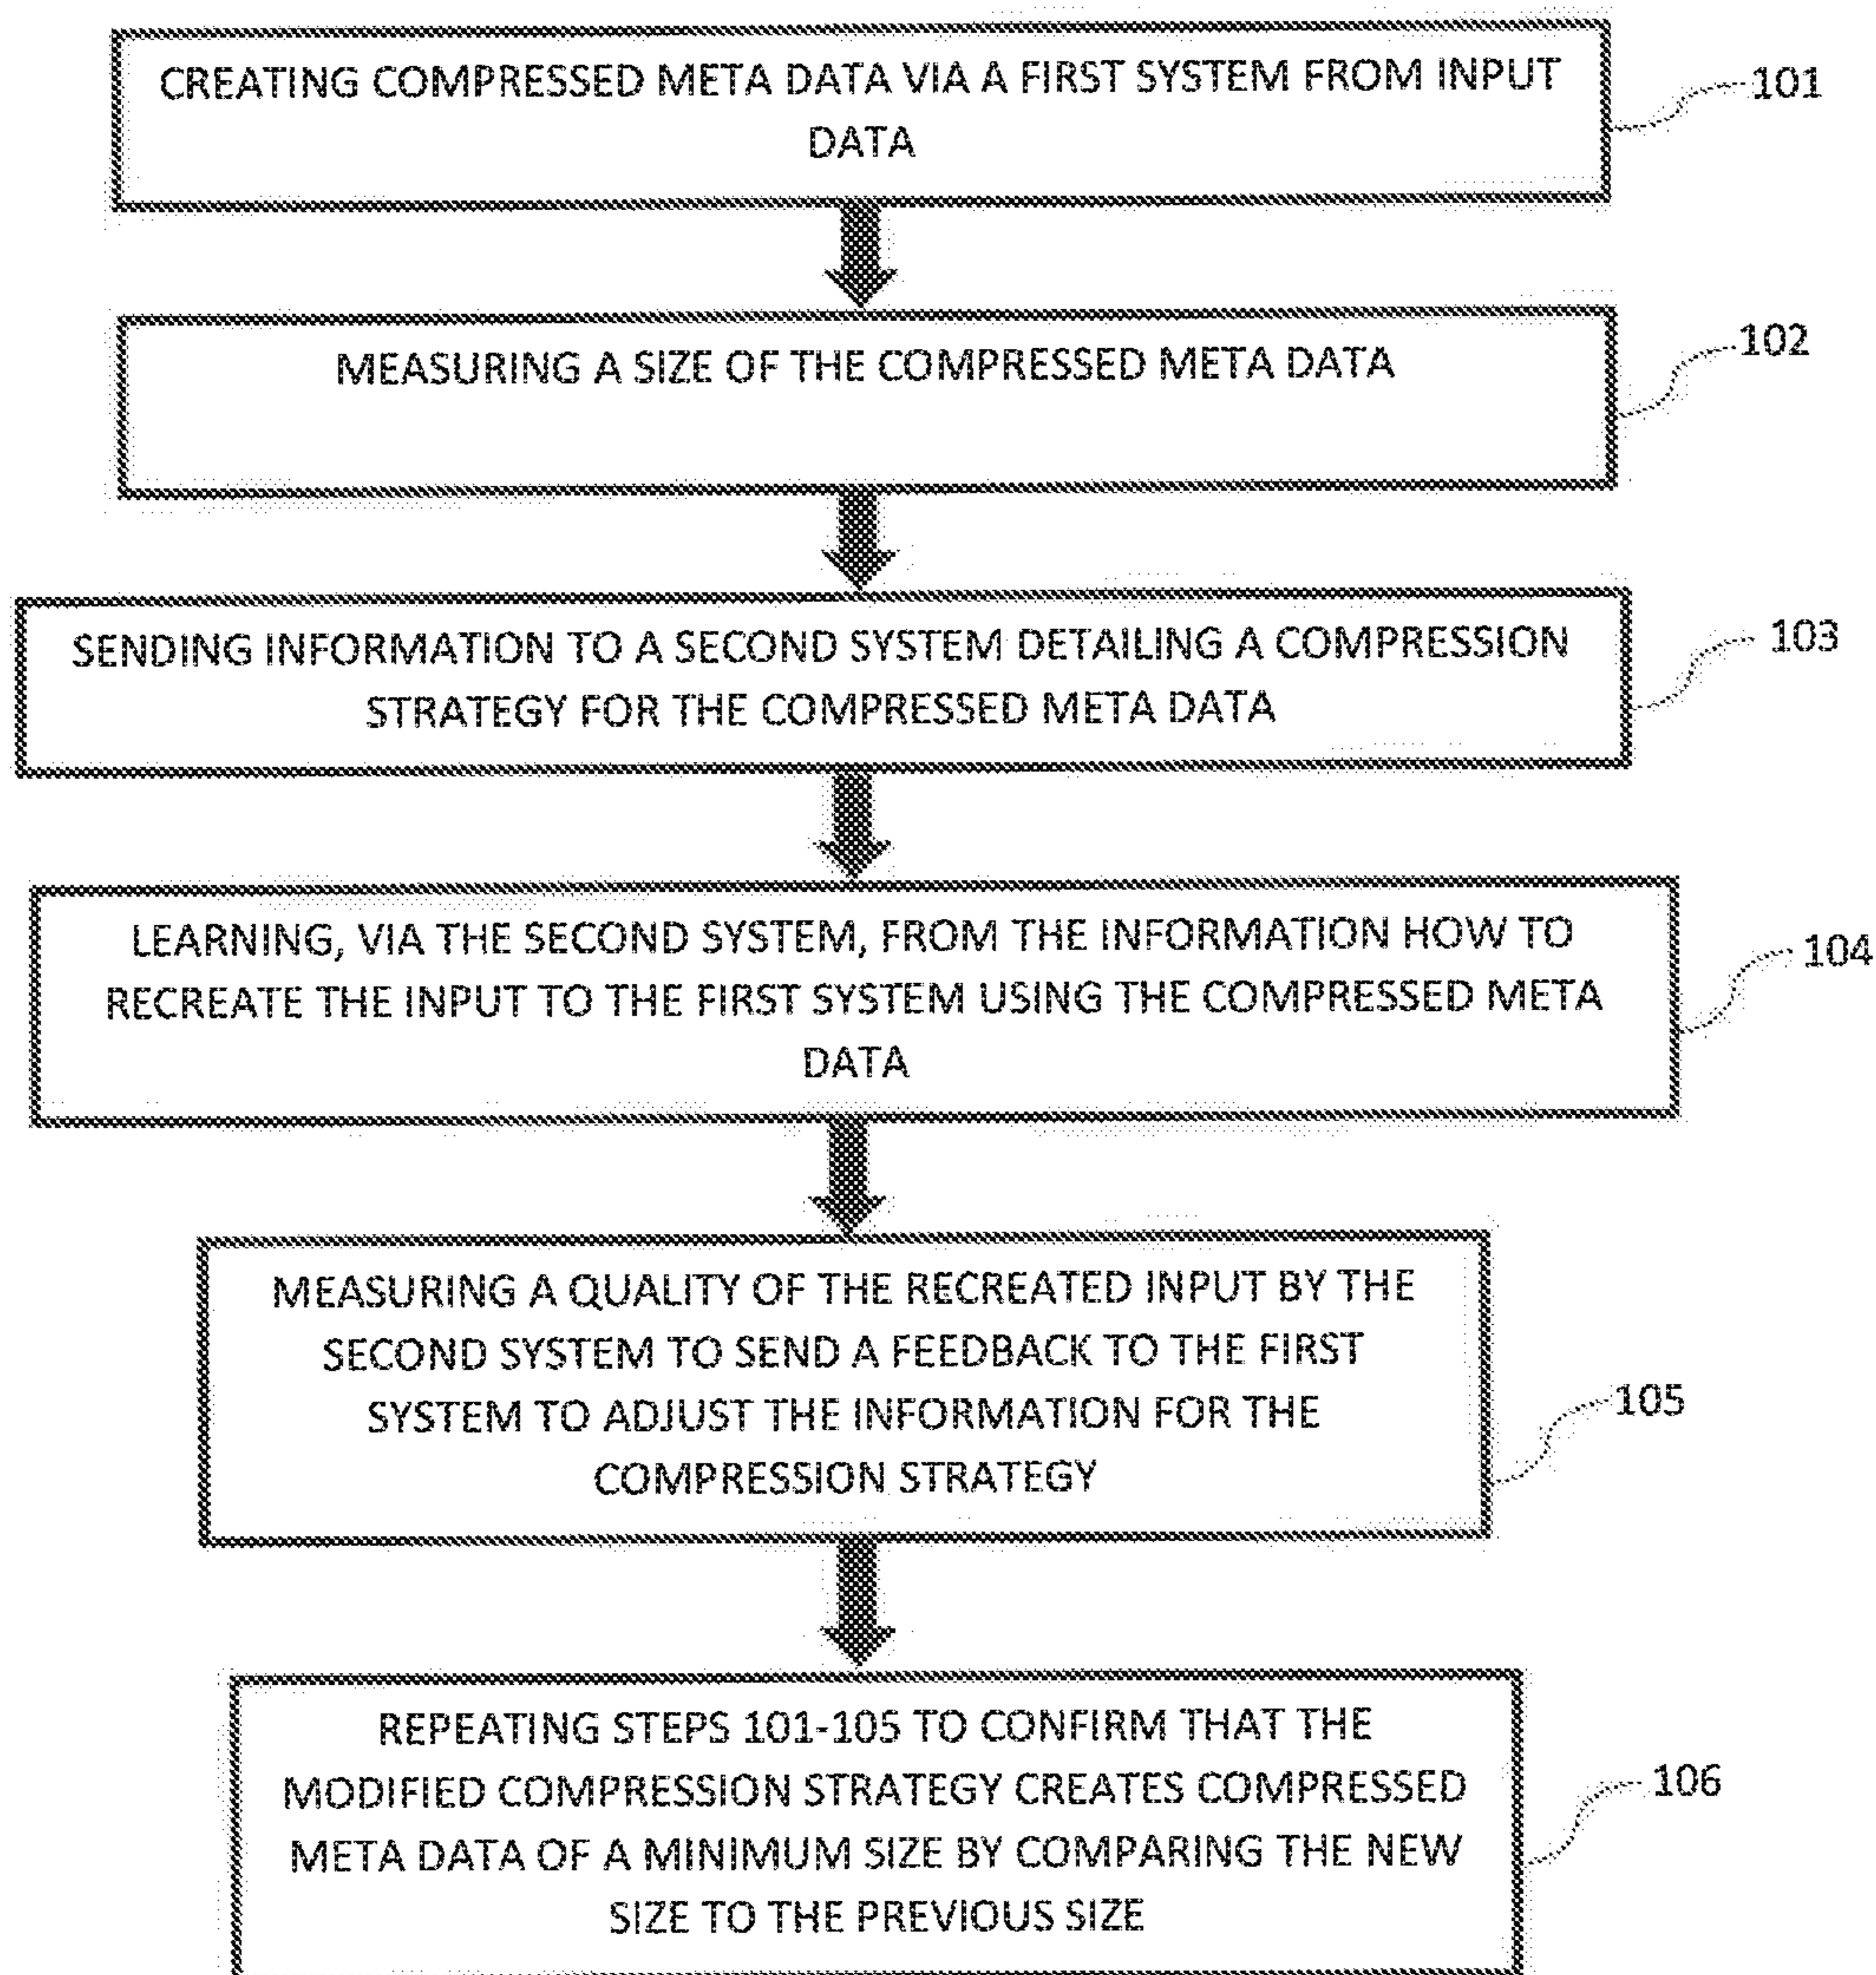 CREATING COMPRESSED META DATA VIA A FIRST SYSTEM FROM INPUT
DATA
101
MEASURING A SIZE OF THE COMPRESSED META DATA
102
SENDING INFORMATION TO A SECOND SYSTEM DETAILING A COMPRESSION
STRATEGY FOR THE COMPRESSED META DATA
103
LEARNING, VIA THE SECOND SYSTEM, FROM THE INFORMATION HOW TO
RECREATE THE INPUT TO THE FIRST SYSTEM USING THE COMPRESSED META
DATA
104
MEASURING A QUALITY OF THE RECREATED INPUT BY THE
SECOND SYSTEM TO SEND A FEEDBACK TO THE FIRST
SYSTEM TO ADJUST THE INFORMATION FOR THE
COMPRESSION STRATEGY
105
REPEATING STEPS 101-105 TO CONFIRM THAT THE
MODIFIED COMPRESSION STRATEGY CREATES COMPRESSED
META DATA OF A MINIMUM SIZE BY COMPARING THE NEW
SIZE TO THE PREVIOUS SIZE
106